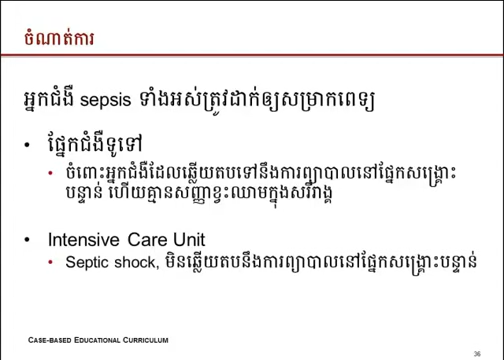 ចំណាត់ការ
អ្នកជំងឺ sepsis ទាំងអស់ត្រូវដាក់ឲ្យសម្រាកពេទ្យ
• ផ្នែកជំងឺទូទៅ
• ចំពោះអ្នកជំងឺដែលឆ្លើយតបទៅនឹងការព្យាបាលនៅផ្នែកសង្គ្រោះ
បន្ទាន់ ហើយគ្មានសញ្ញាខ្វះឈាមក្នុងសរីរាង្គ
• Intensive Care Unit
• Septic shock, មិនឆ្លើយតបនឹងការព្យាបាលនៅផ្នែកសង្គ្រោះបន្ទាន់
CASE-BASED EDUCATIONAL CURRICULUM
36